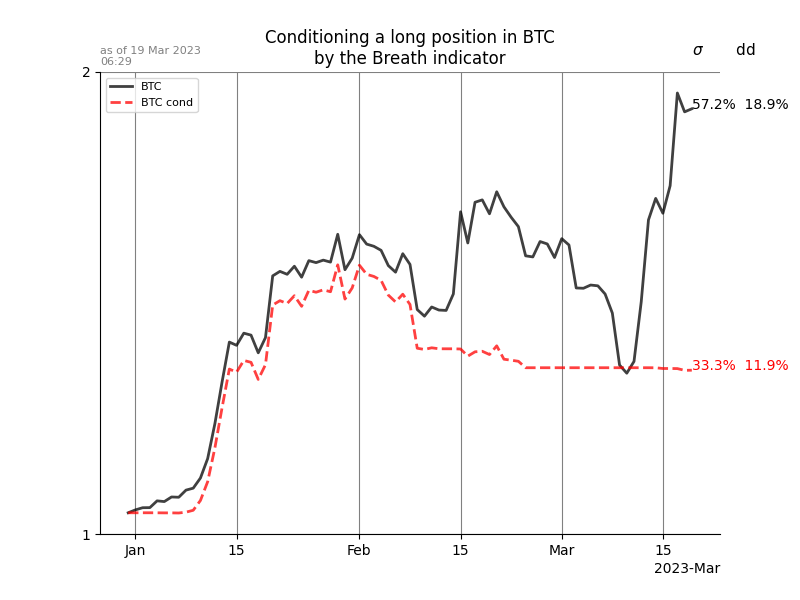 Conditioning a long position in BTC
by the Breath indicator
as of 19 Mar 2023
06:29
σ dd
2
BTC
BTC cond
57.2% 18.9%
33.3% 11.9%
1
Jan 15 Feb 15 Mar 15
2023-Mar